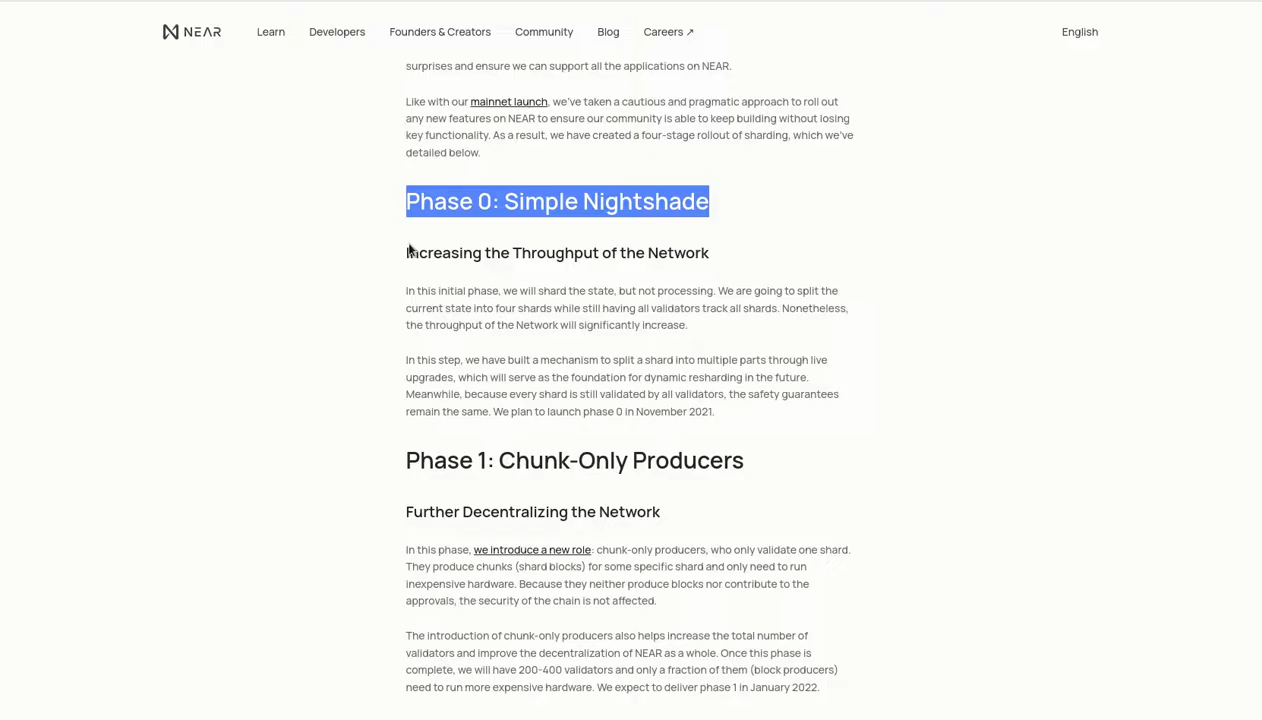 NEAR Learn Developers Founders & Creators Community Blog Careers ↗ English
surprises and ensure we can support all the applications on NEAR.
Like with our mainnet launch, we've taken a cautious and pragmatic approach to roll out
any new features on NEAR to ensure our community is able to keep building without losing
key functionality. As a result, we have created a four-stage rollout of sharding, which we've
detailed below.
Phase 0: Simple Nightshade
Increasing the Throughput of the Network
In this initial phase, we will shard the state, but not processing. We are going to split the
current state into four shards while still having all validators track all shards. Nonetheless,
the throughput of the Network will significantly increase.
In this step, we have built a mechanism to split a shard into multiple parts through live
upgrades, which will serve as the foundation for dynamic resharding in the future.
Meanwhile, because every shard is still validated by all validators, the safety guarantees
remain the same. We plan to launch phase 0 in November 2021.
Phase 1: Chunk-Only Producers
Further Decentralizing the Network
In this phase, we introduce a new role: chunk-only producers, who only validate one shard.
They produce chunks (shard blocks) for some specific shard and only need to run
inexpensive hardware. Because they neither produce blocks nor contribute to the
approvals, the security of the chain is not affected.
The introduction of chunk-only producers also helps increase the total number of
validators and improve the decentralization of NEAR as a whole. Once this phase is
complete, we will have 200-400 validators and only a fraction of them (block producers)
need to run more expensive hardware. We expect to deliver phase 1 in January 2022.